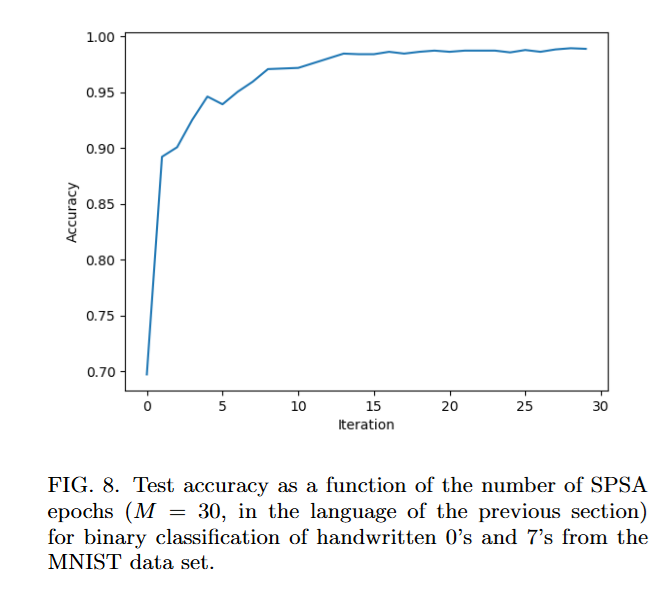 1.00
0.95
0.90
0.85
0.80
0.75
0.70
Accuracy
0 5 10 15 20 25 30
Iteration
FIG. 8. Test accuracy as a function of the number of SPSA
epochs (M = 30, in the language of the previous section)
for binary classification of handwritten 0's and 7's from the
MNIST data set.